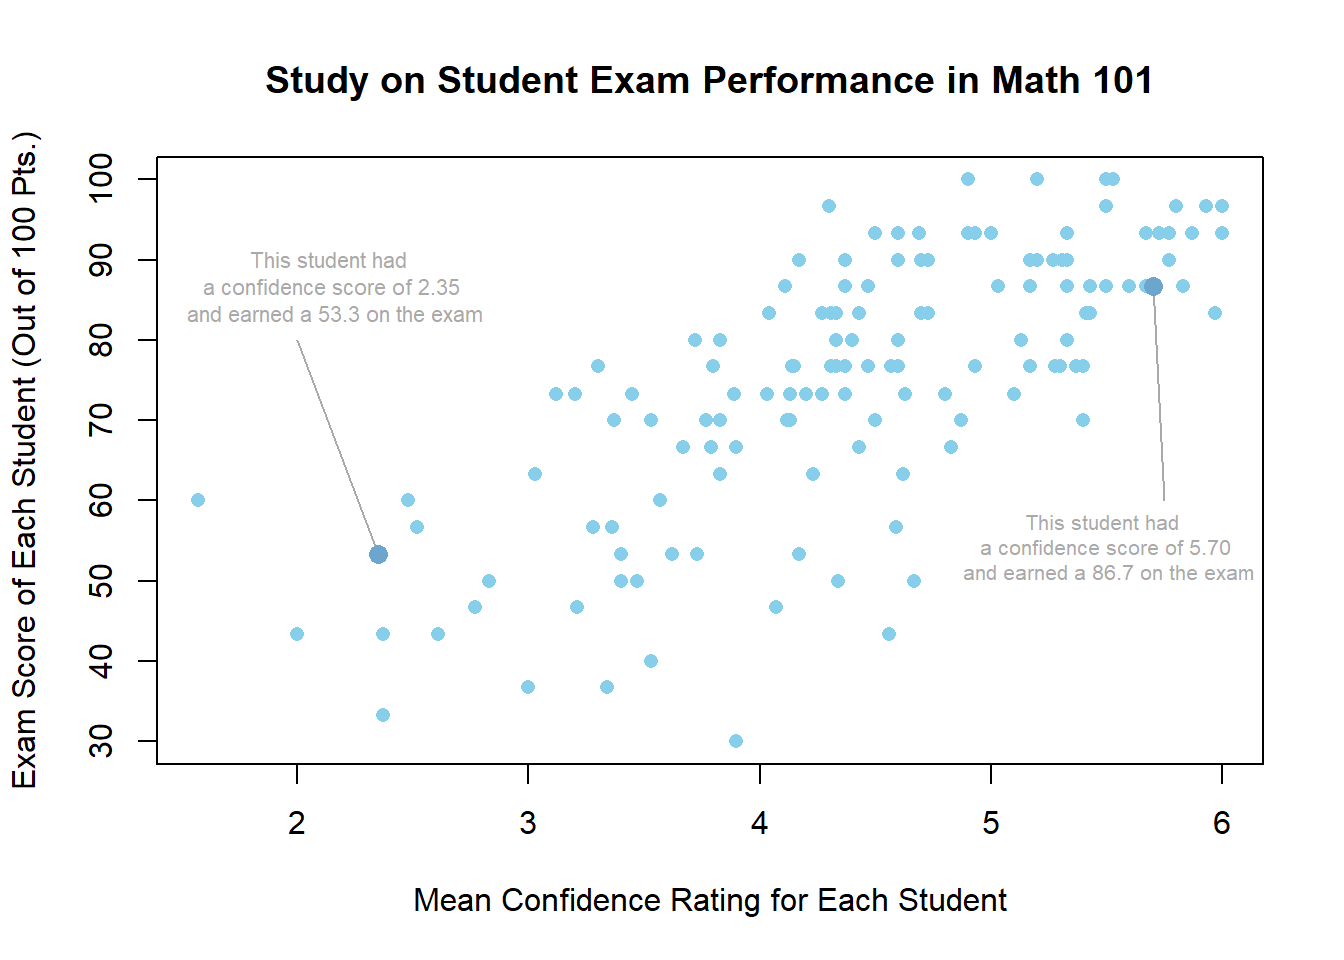 Study on Student Exam Performance in Math 101
Exam Score of Each Student (Out of 100 Pts.)
100
90
80
70
60
50
40
30
This student had
a confidence score of 2.35
and earned a 53.3 on the exam
This student had
a confidence score of 5.70
and earned a 86.7 on the exam
2 3 4 5 6
Mean Confidence Rating for Each Student